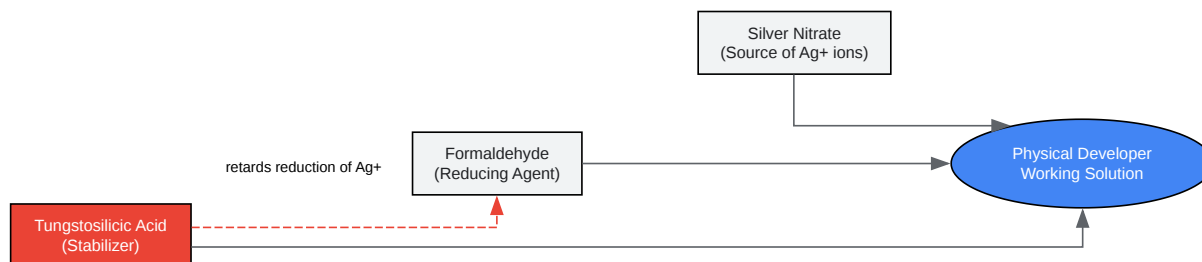 Silver Nitrate
(Source of Ag+ ions)
Formaldehyde
(Reducing Agent)
Physical Developer
Working Solution
retards reduction of Ag+
Tungstosilicic Acid
(Stabilizer)